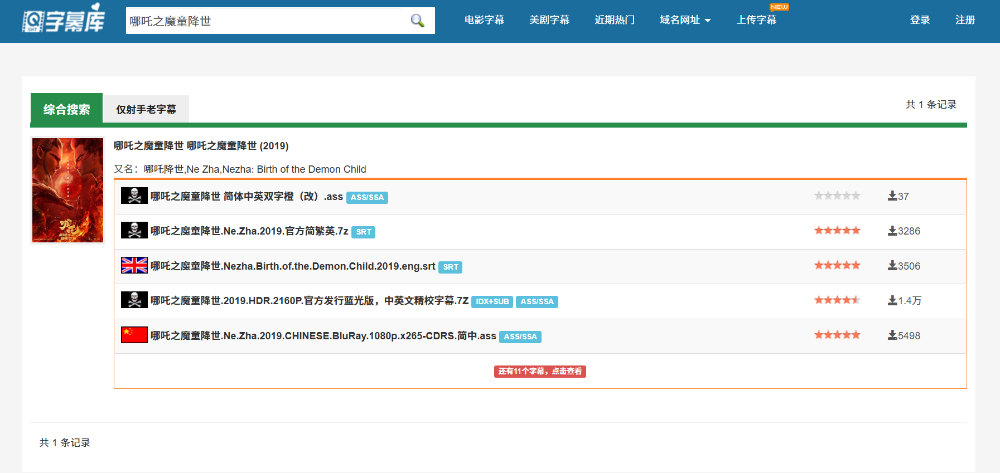 字幕库
哪吒之魔童降世
电影字幕
美剧字幕
近期热门
域名网址
上传字幕
NEW
登录
注册
综合搜索
仅射手老字幕
共 1 条记录
哪吒之魔童降世 哪吒之魔童降世 (2019)
又名：哪吒降世,Ne Zha,Nezha: Birth of the Demon Child
哪吒之魔童降世 简体中英双字橙（改）.ass ASS/SSA 37
哪吒之魔童降世.Ne.Zha.2019.官方简繁英.7z SRT 3286
哪吒之魔童降世.Nezha.Birth.of.the.Demon.Child.2019.eng.srt SRT 3506
哪吒之魔童降世.2019.HDR.2160P.官方发行蓝光版，中英文精校字幕.7Z IDX+SUB ASS/SSA 1.4万
哪吒之魔童降世.Ne.Zha.2019.CHINESE.BluRay.1080p.x265-CDRS.简中.ass ASS/SSA 5498
还有11个字幕，点击查看
共 1 条记录